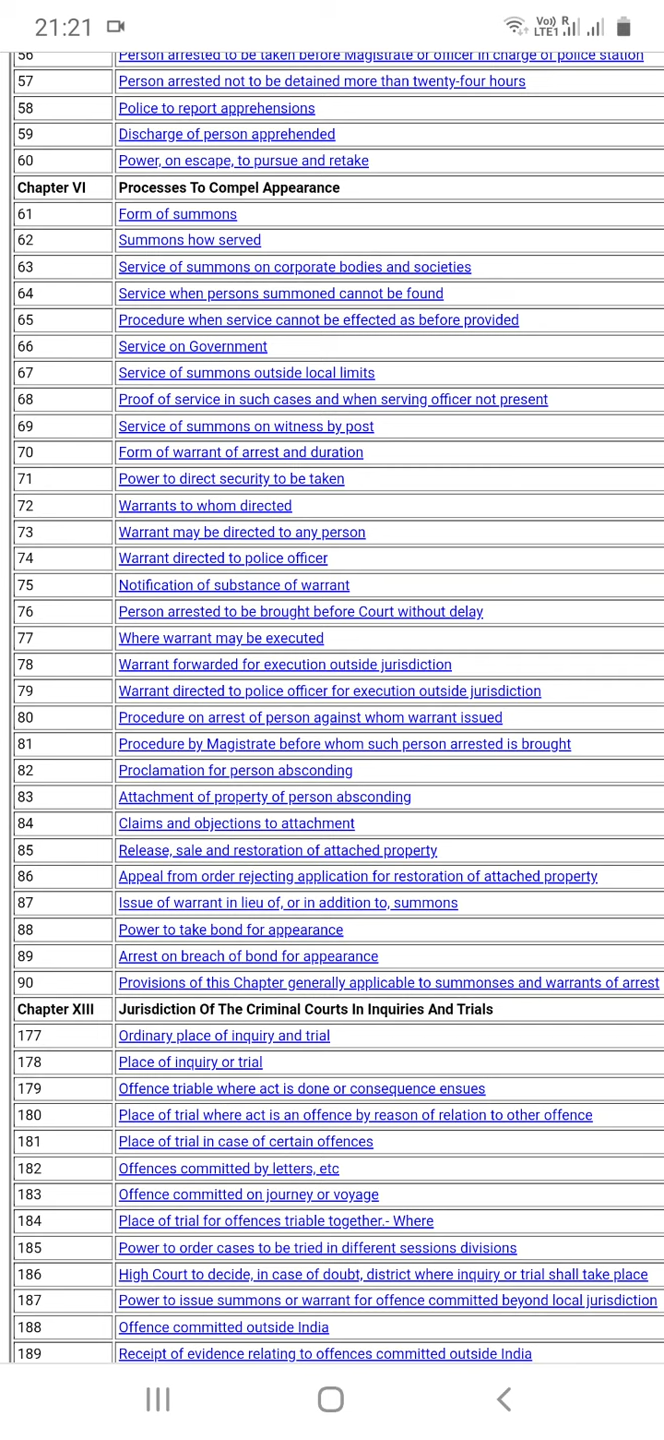 21:21
Vo)) R
LTE1
56 Person arrested to be taken before Magistrate or officer in charge of police station
57 Person arrested not to be detained more than twenty-four hours
58 Police to report apprehensions
59 Discharge of person apprehended
60 Power, on escape, to pursue and retake
Chapter VI Processes To Compel Appearance
61 Form of summons
62 Summons how served
63 Service of summons on corporate bodies and societies
64 Service when persons summoned cannot be found
65 Procedure when service cannot be effected as before provided
66 Service on Government
67 Service of summons outside local limits
68 Proof of service in such cases and when serving officer not present
69 Service of summons on witness by post
70 Form of warrant of arrest and duration
71 Power to direct security to be taken
72 Warrants to whom directed
73 Warrant may be directed to any person
74 Warrant directed to police officer
75 Notification of substance of warrant
76 Person arrested to be brought before Court without delay
77 Where warrant may be executed
78 Warrant forwarded for execution outside jurisdiction
79 Warrant directed to police officer for execution outside jurisdiction
80 Procedure on arrest of person against whom warrant issued
81 Procedure by Magistrate before whom such person arrested is brought
82 Proclamation for person absconding
83 Attachment of property of person absconding
84 Claims and objections to attachment
85 Release, sale and restoration of attached property
86 Appeal from order rejecting application for restoration of attached property
87 Issue of warrant in lieu of, or in addition to, summons
88 Power to take bond for appearance
89 Arrest on breach of bond for appearance
90 Provisions of this Chapter generally applicable to summonses and warrants of arrest
Chapter XIII Jurisdiction Of The Criminal Courts In Inquiries And Trials
177 Ordinary place of inquiry and trial
178 Place of inquiry or trial
179 Offence triable where act is done or consequence ensues
180 Place of trial where act is an offence by reason of relation to other offence
181 Place of trial in case of certain offences
182 Offences committed by letters, etc
183 Offence committed on journey or voyage
184 Place of trial for offences triable together.- Where
185 Power to order cases to be tried in different sessions divisions
186 High Court to decide, in case of doubt, district where inquiry or trial shall take place
187 Power to issue summons or warrant for offence committed beyond local jurisdiction
188 Offence committed outside India
189 Receipt of evidence relating to offences committed outside India